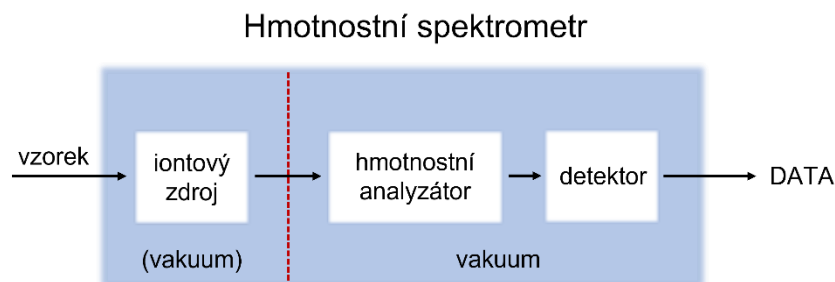 Hmotnostní spektrometr
vzorek
iontový
zdroj
hmotnostní
analyzátor
detektor
DATA
(vakuum)
vakuum